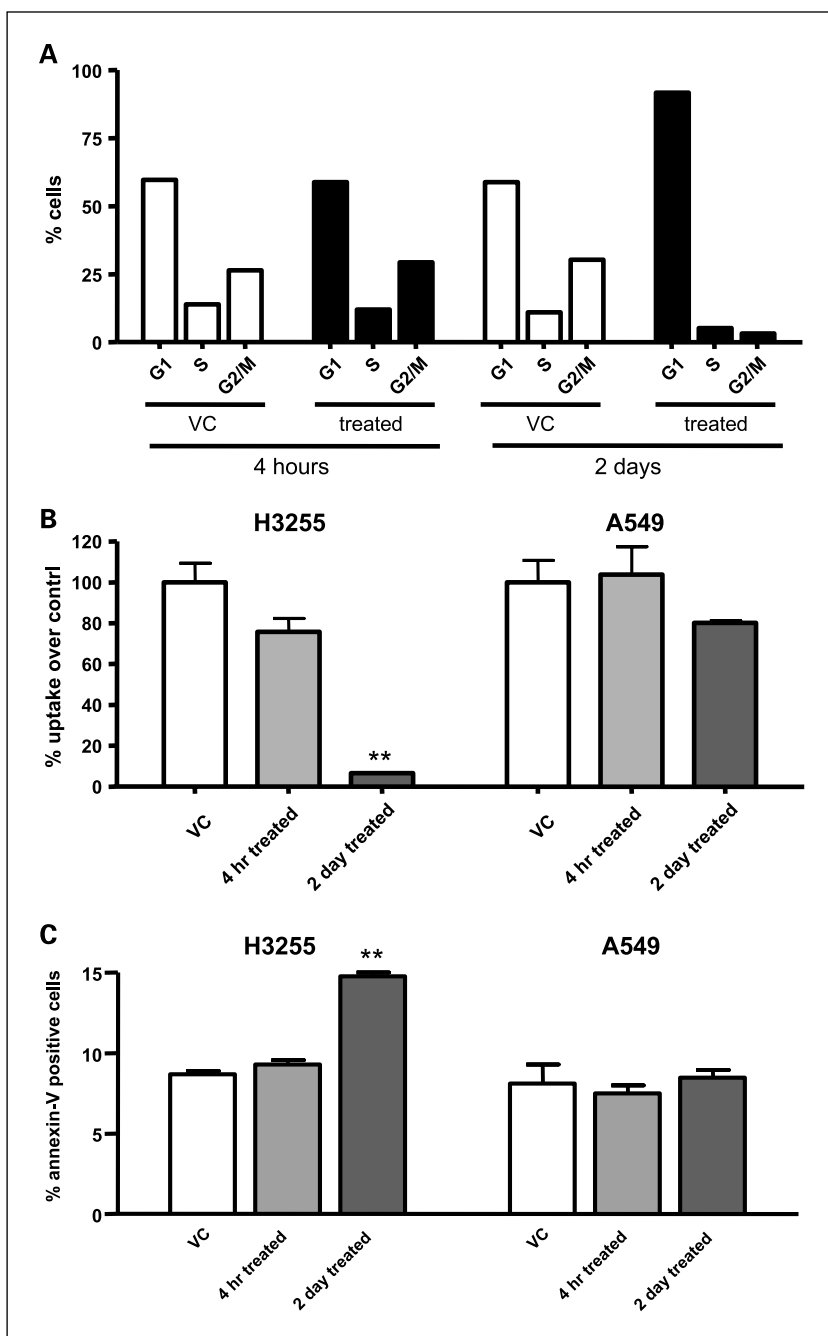 A
100
75
50
25
0
% cells
G1 S G2/M G1 S G2/M G1 S G2/M G1 S G2/M
VC treated VC treated
4 hours 2 days
B
H3255 A549
120
100
80
60
40
20
0
% uptake over contrl
**
VC 4 hr treated 2 day treated VC 4 hr treated 2 day treated
C
H3255 A549
15
10
5
0
% annexin-V positive cells
**
VC 4 hr treated 2 day treated VC 4 hr treated 2 day treated